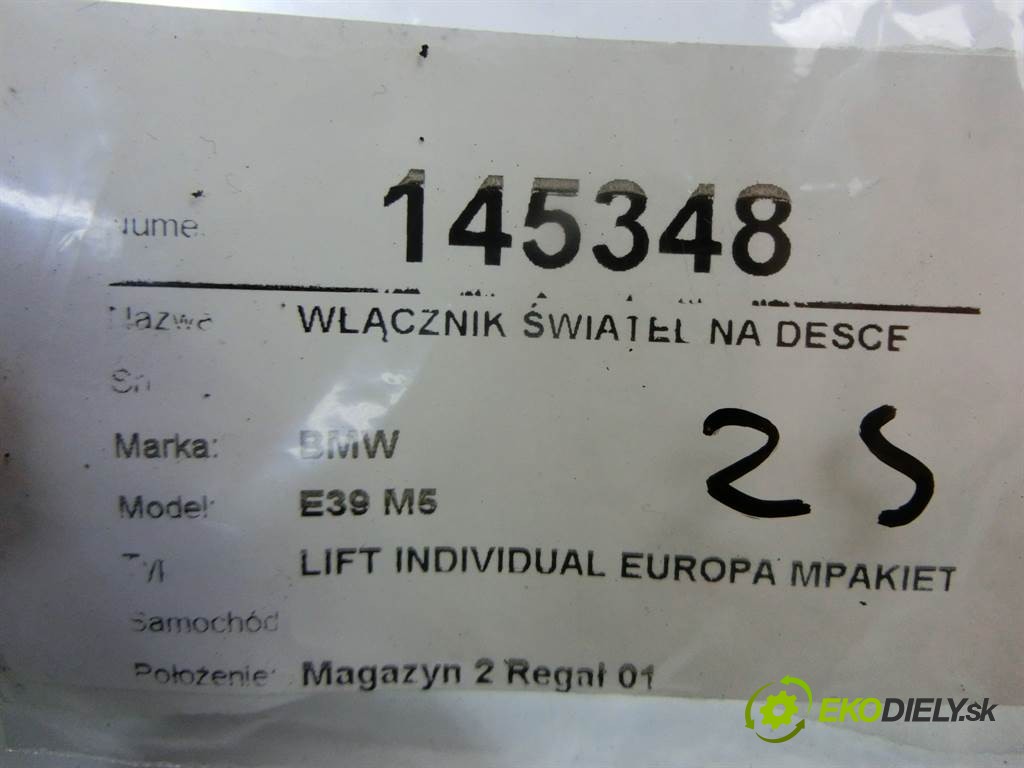 145348
WŁĄCZNIK ŚWIATEŁ NA DESCE
Marka: BMW
25
Model: E39 M5
LIFT INDIVIDUAL EUROPA MPAKIET
Samochód
Położenie: Magazyn 2 Regał 01
EKODIELY.sk